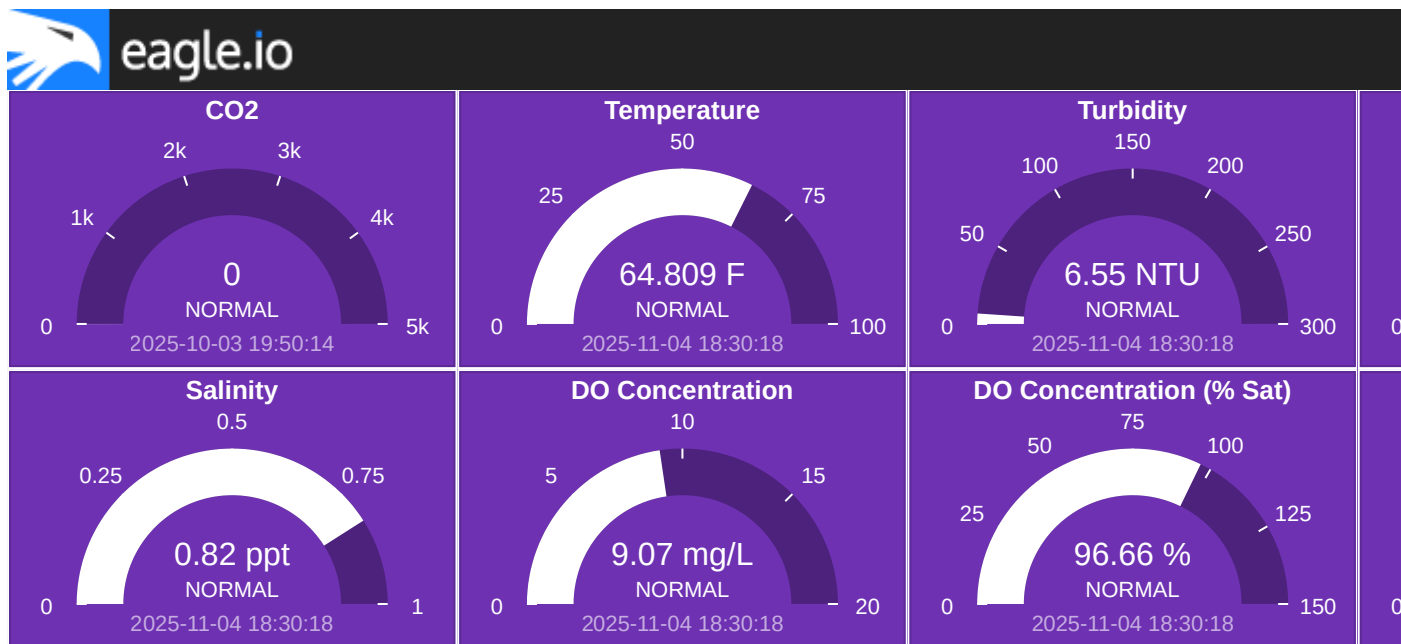 eagle.io
CO2
2k 3k
1k 4k
0
NORMAL
0 5k
2025-10-03 19:50:14
Temperature
50
25 75
64.809 F
NORMAL
0 100
2025-11-04 18:30:18
Turbidity
150
100 200
50 250
6.55 NTU
NORMAL
0 300
2025-11-04 18:30:18
0
Salinity
0.5
0.25 0.75
0.82 ppt
NORMAL
0 1
2025-11-04 18:30:18
DO Concentration
10
5 15
9.07 mg/L
NORMAL
0 20
2025-11-04 18:30:18
DO Concentration (% Sat)
75
50 100
25 125
96.66 %
NORMAL
0 150
2025-11-04 18:30:18
0